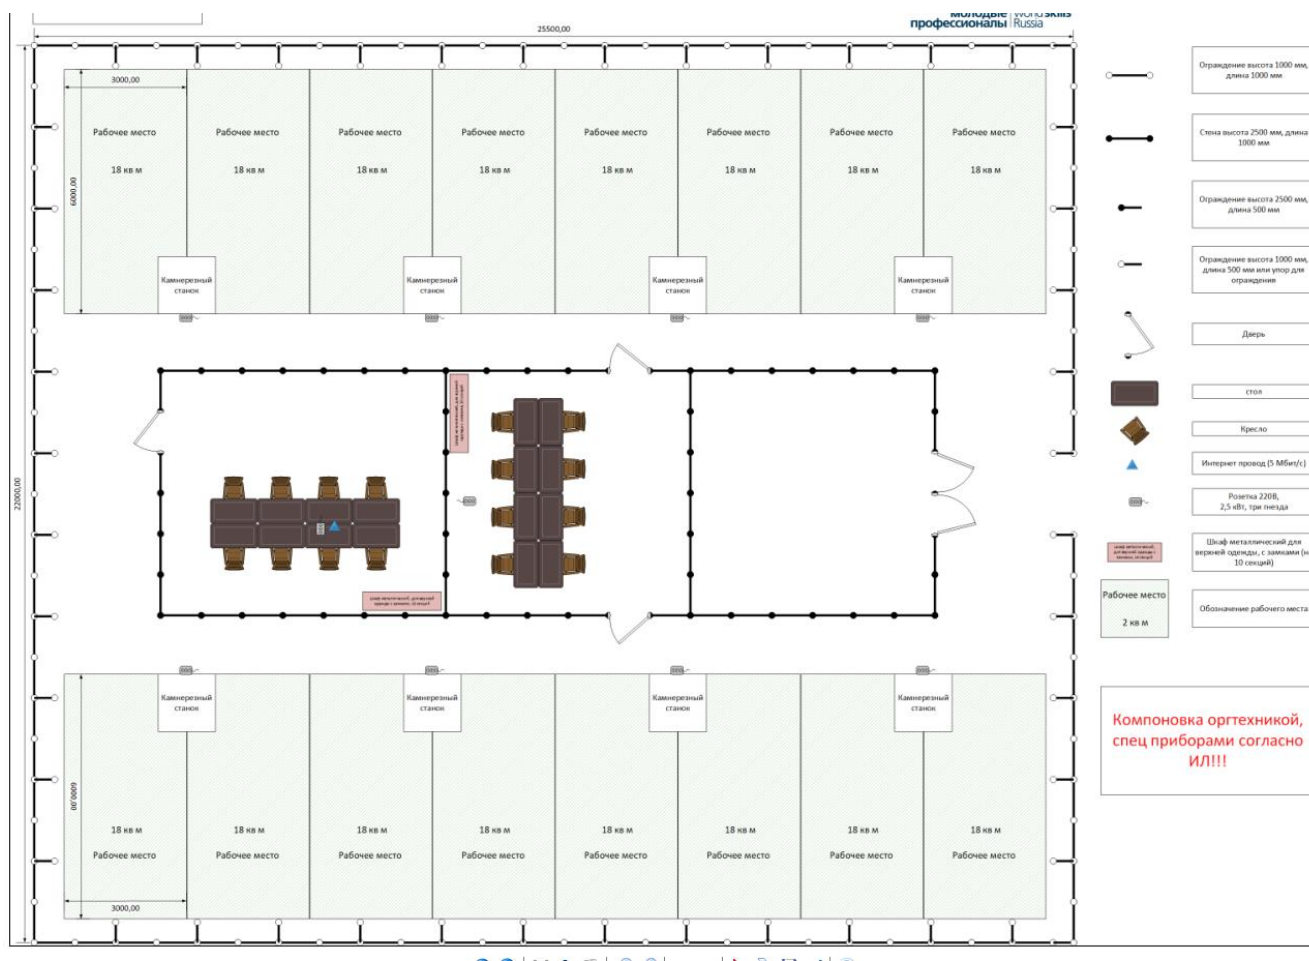 молодые
профессионалы
worldskills
Russia
25500,00
22000,00
3000,00
6000,00
Рабочее место
18 кв м
Рабочее место
18 кв м
Рабочее место
18 кв м
Рабочее место
18 кв м
Рабочее место
18 кв м
Рабочее место
18 кв м
Рабочее место
18 кв м
Рабочее место
18 кв м
Камнерезный
станок
Камнерезный
станок
Камнерезный
станок
Камнерезный
станок
Камнерезный
станок
Камнерезный
станок
Камнерезный
станок
Камнерезный
станок
6000,00
18 кв м
Рабочее место
18 кв м
Рабочее место
18 кв м
Рабочее место
18 кв м
Рабочее место
18 кв м
Рабочее место
18 кв м
Рабочее место
18 кв м
Рабочее место
18 кв м
Рабочее место
3000,00
Ограждение высота 1000 мм,
длина 1000 мм
Стена высота 2500 мм, длина
1000 мм
Ограждение высота 2500 мм,
длина 500 мм
Ограждение высота 1000 мм,
длина 500 мм или упор для
ограждения
Дверь
стол
Кресло
Интернет провод (5 Мбит/с)
Розетка 220В,
2,5 кВт, три гнезда
Шкаф металлический для
верхней одежды, с замками (н
10 секций)
Рабочее место
2 кв м
Обозначение рабочего места
Компоновка оргтехникой,
спец приборами согласно
ИЛ!!!